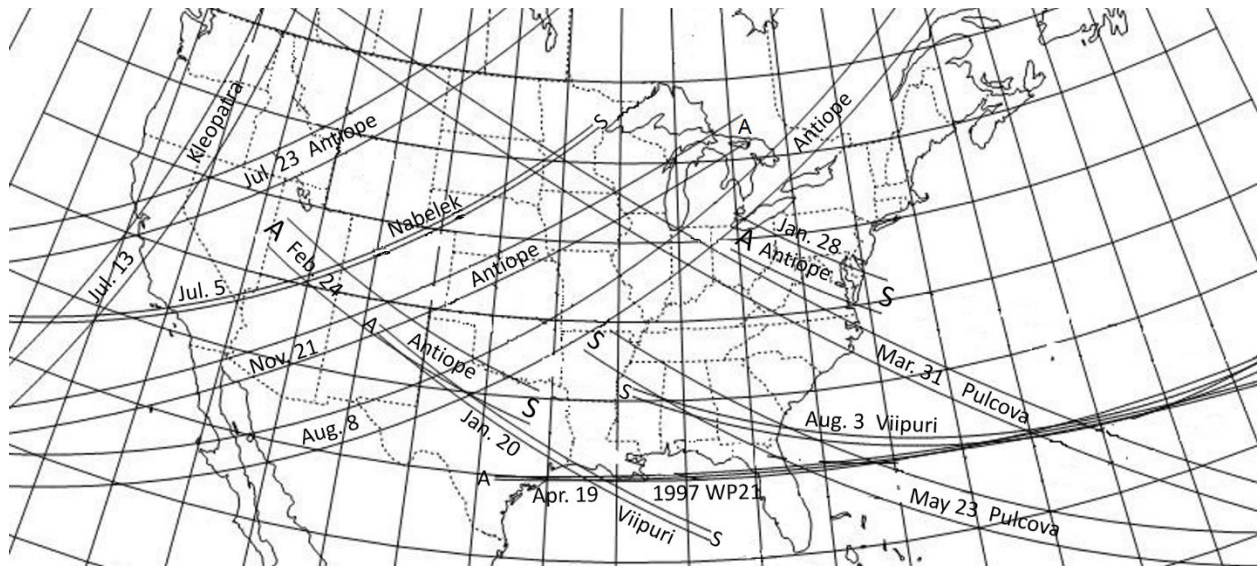 Kleopatra
Jul. 13
Jul. 23 Antiope
Nabelek
Jul. 5
S
A
Antiope
A Feb. 24
Antiope
Nov. 21
A
Antiope
S
Jan. 20
Viipuri
S
Aug. 8
Jan. 28
A Antiope
S
S
S
Mar. 31 Pulcova
Aug. 3 Viipuri
May 23 Pulcova
A
Apr. 19
1997 WP21